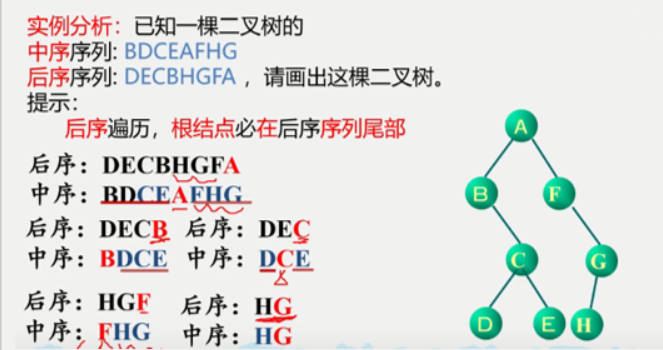 实例分析：已知一棵二叉树的
中序序列: BDCEAFHG
后序序列: DECBHGFA ，请画出这棵二叉树。
提示：
后序遍历，根结点必在后序序列尾部
后序：DECBHGFA
中序：BDCEAFHG
后序：DECB 后序：DEC
中序：BDCE 中序：DCE
后序：HGF 后序：HG
中序：FHG 中序：HG
A
B F
C G
D E H